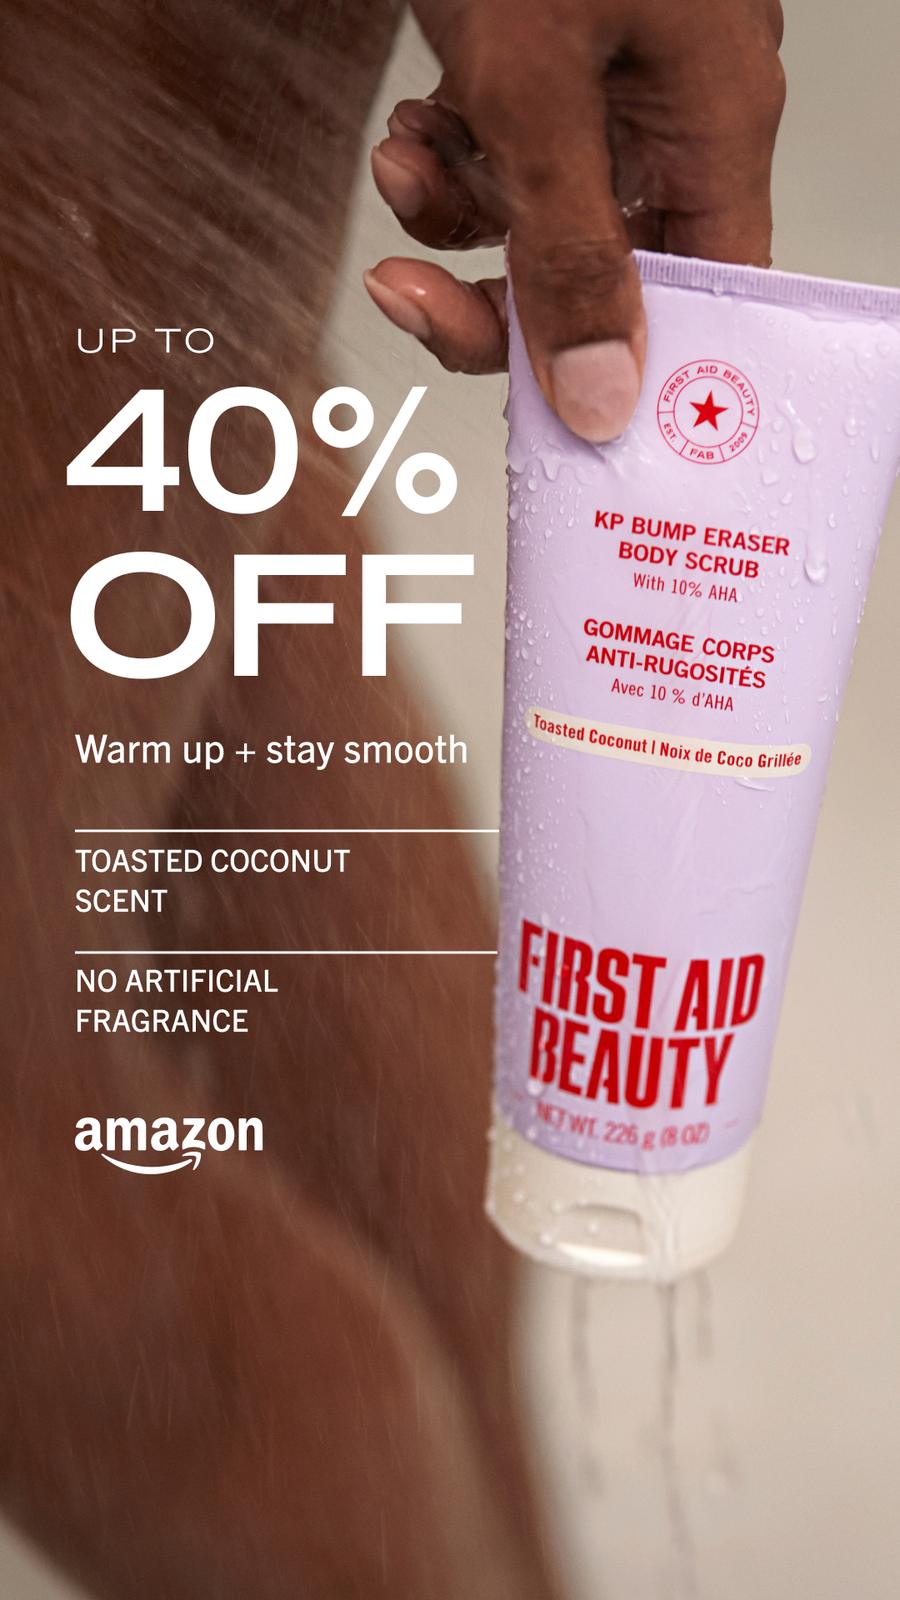 UP TO
40%
OFF
Warm up + stay smooth
TOASTED COCONUT
SCENT
NO ARTIFICIAL
FRAGRANCE
amazon
FIRST AID BEAUTY
EST. FAB 2009
KP BUMP ERASER
BODY SCRUB
With 10% AHA
GOMMAGE CORPS
ANTI-RUGOSITÉS
Avec 10 % d'AHA
Toasted Coconut | Noix de Coco Grillée
FIRST AID
BEAUTY
NET WT. 226 g (8 OZ)